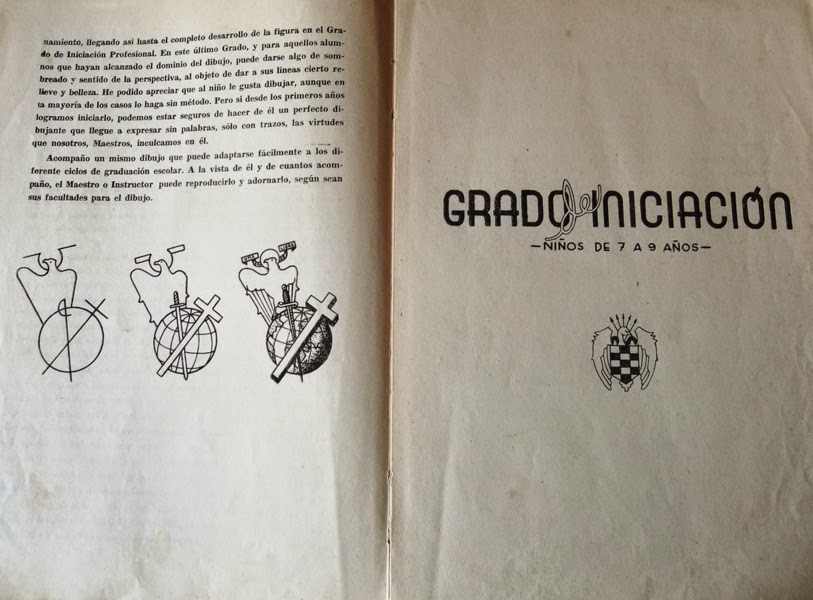 namiento, llegando así hasta el completo desarrollo de la figura en el Gra-
do de Iniciación Profesional. En este último Grado, y para aquellos alum-
nos que hayan alcanzado el dominio del dibujo, puede darse algo de som-
breado y sentido de la perspectiva, al objeto de dar a sus líneas cierto re-
lieve y belleza. He podido apreciar que al niño le gusta dibujar, aunque en
la mayoría de los casos lo haga sin método. Pero si desde los primeros años
logramos iniciarlo, podemos estar seguros de hacer de él un perfecto di-
bujante que llegue a expresar sin palabras, sólo con trazos, las virtudes
que nosotros, Maestros, inculcamos en él.
Acompaño un mismo dibujo que puede adaptarse fácilmente a los di-
ferente ciclos de graduación escolar. A la vista de él y de cuantos acom-
paño, el Maestro o Instructor puede reproducirlo y adornarlo, según sean
sus facultades para el dibujo.
GRADO de INICIACIÓN
—NIÑOS DE 7 A 9 AÑOS—